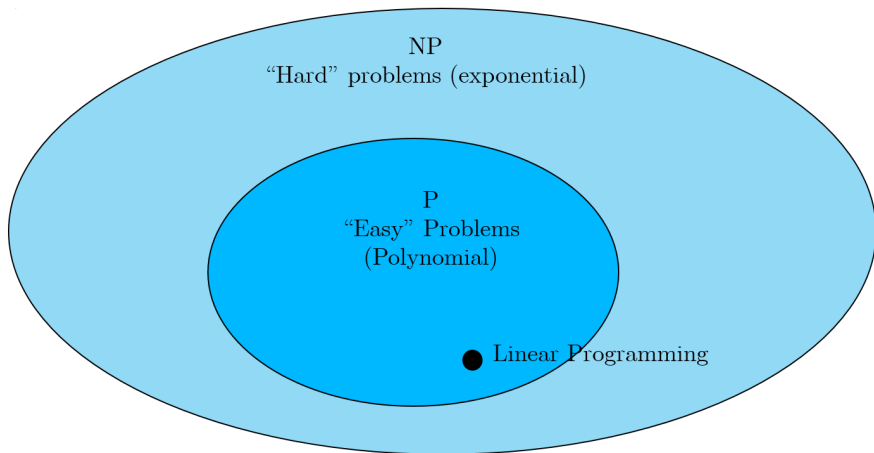 NP
“Hard” problems (exponential)
P
“Easy” Problems
(Polynomial)
Linear Programming